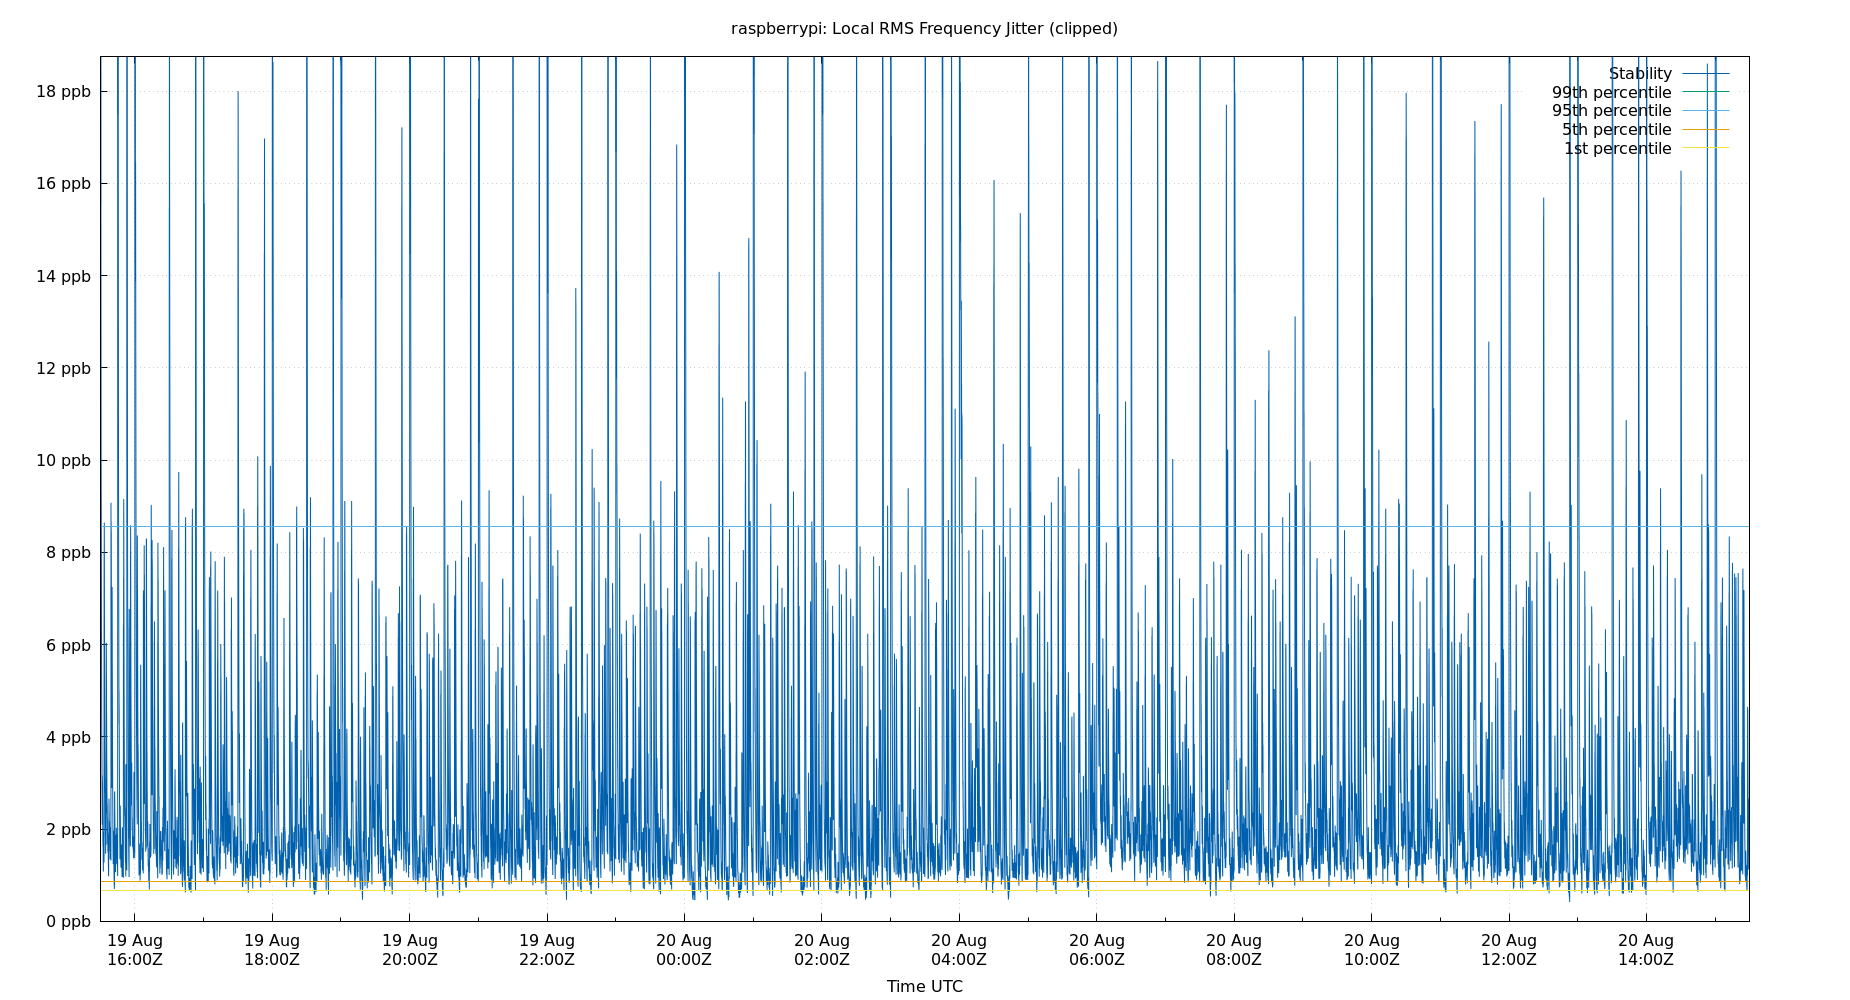 raspberrypi: Local RMS Frequency Jitter (clipped)
Stability
99th percentile
95th percentile
5th percentile
1st percentile
18 ppb
16 ppb
14 ppb
12 ppb
10 ppb
8 ppb
6 ppb
4 ppb
2 ppb
0 ppb
19 Aug 19 Aug 19 Aug 19 Aug 20 Aug 20 Aug 20 Aug 20 Aug 20 Aug 20 Aug 20 Aug 20 Aug
16:00Z 18:00Z 20:00Z 22:00Z 00:00Z 02:00Z 04:00Z 06:00Z 08:00Z 10:00Z 12:00Z 14:00Z
Time UTC